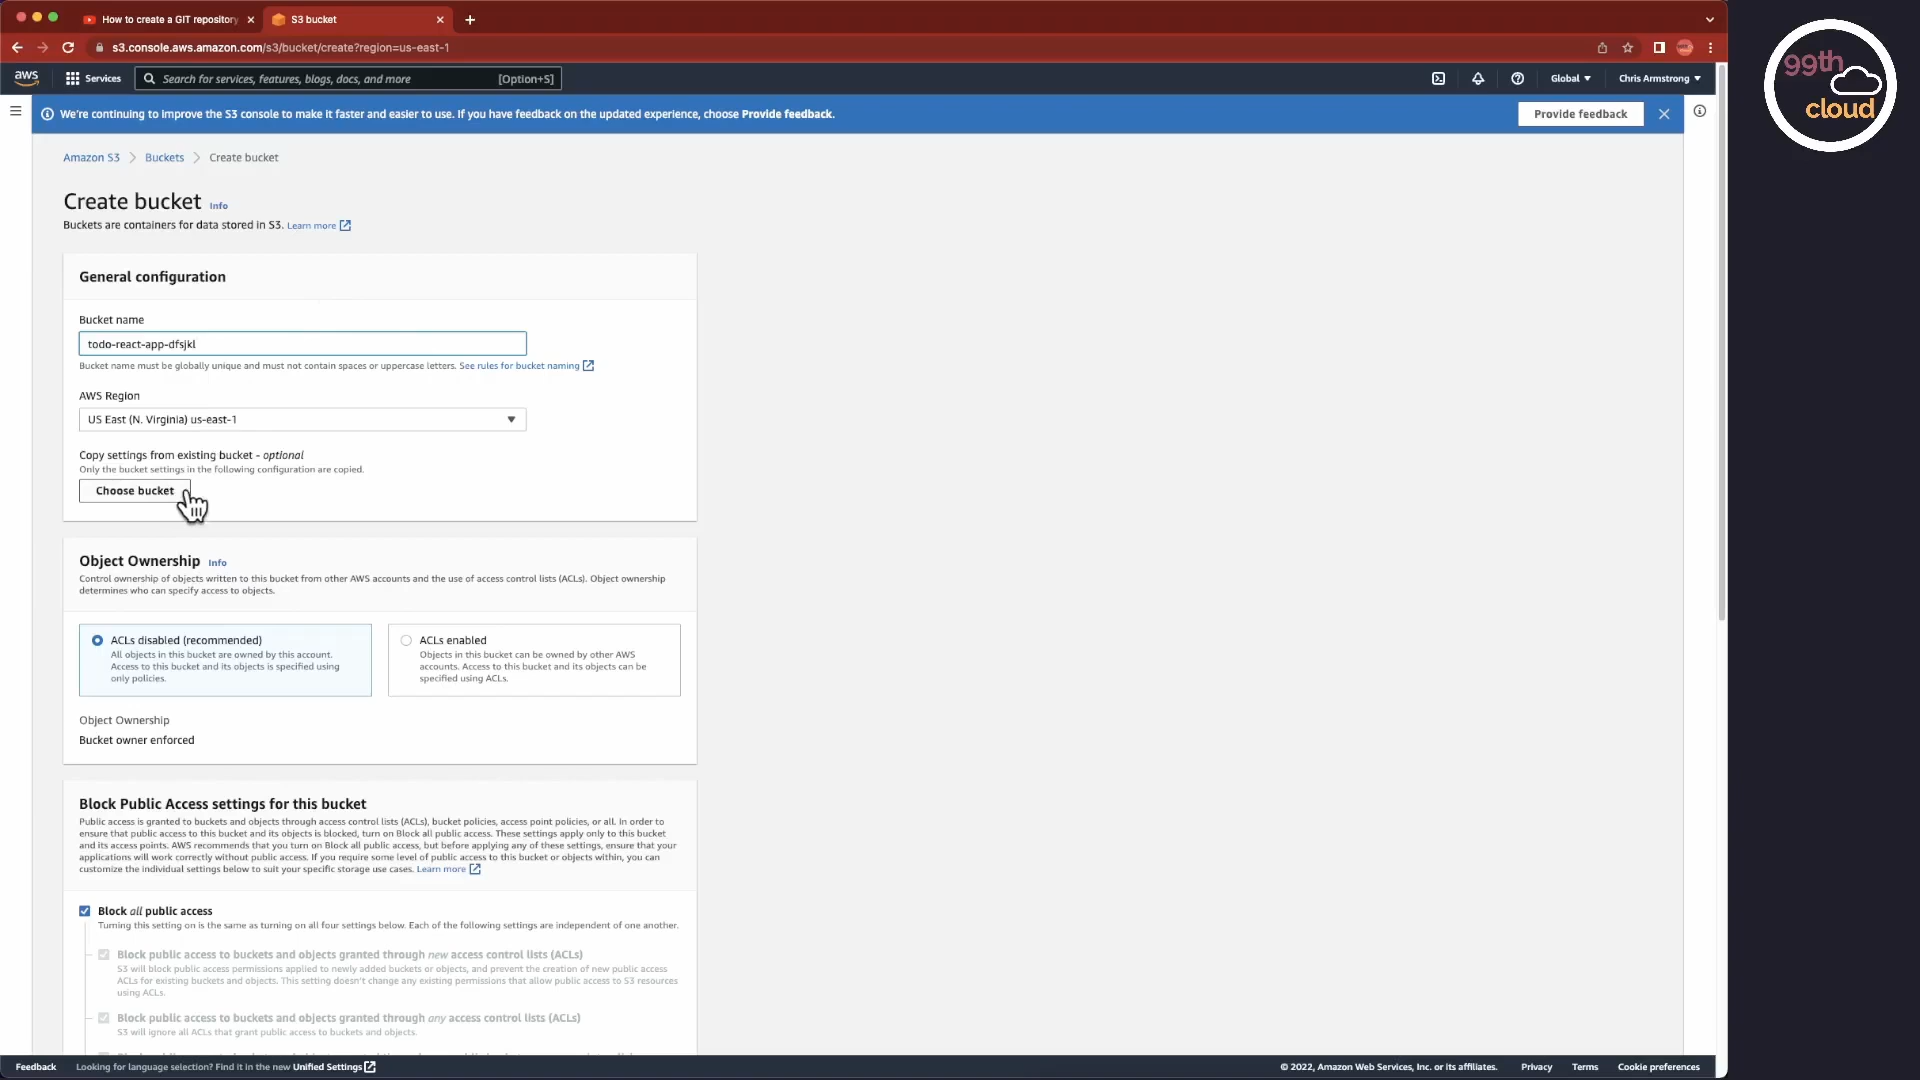 How to create a GIT repository
S3 bucket
s3.console.aws.amazon.com/s3/bucket/create?region=us-east-1
aws
Services
Search for services, features, blogs, docs, and more
[Option+S]
Global
Chris Armstrong
99th
cloud
We're continuing to improve the S3 console to make it faster and easier to use. If you have feedback on the updated experience, choose Provide feedback.
Provide feedback
Amazon S3 > Buckets > Create bucket
Create bucket Info
Buckets are containers for data stored in S3. Learn more
General configuration
Bucket name
todo-react-app-dfsjkl
Bucket name must be globally unique and must not contain spaces or uppercase letters. See rules for bucket naming
AWS Region
US East (N. Virginia) us-east-1
Copy settings from existing bucket - optional
Only the bucket settings in the following configuration are copied.
Choose bucket
Object Ownership Info
Control ownership of objects written to this bucket from other AWS accounts and the use of access control lists (ACLs). Object ownership
determines who can specify access to objects.
ACLs disabled (recommended)
All objects in this bucket are owned by this account.
Access to this bucket and its objects is specified using
only policies.
ACLs enabled
Objects in this bucket can be owned by other AWS
accounts. Access to this bucket and its objects can be
specified using ACLs.
Object Ownership
Bucket owner enforced
Block Public Access settings for this bucket
Public access is granted to buckets and objects through access control lists (ACLs), bucket policies, access point policies, or all. In order to
ensure that public access to this bucket and its objects is blocked, turn on Block all public access. These settings apply only to this bucket
and its access points. AWS recommends that you turn on Block all public access, but before applying any of these settings, ensure that your
applications will work correctly without public access. If you require some level of public access to this bucket or objects within, you can
customize the individual settings below to suit your specific storage use cases. Learn more
Block all public access
Turning this setting on is the same as turning on all four settings below. Each of the following settings are independent of one another.
Block public access to buckets and objects granted through new access control lists (ACLs)
S3 will block public access permissions applied to newly added buckets or objects, and prevent the creation of new public access
ACLs for existing buckets and objects. This setting doesn't change any existing permissions that allow public access to S3 resources
using ACLs.
Block public access to buckets and objects granted through any access control lists (ACLs)
S3 will ignore all ACLs that grant public access to buckets and objects.
Feedback
Looking for language selection? Find it in the new Unified Settings
© 2022, Amazon Web Services, Inc. or its affiliates.
Privacy
Terms
Cookie preferences